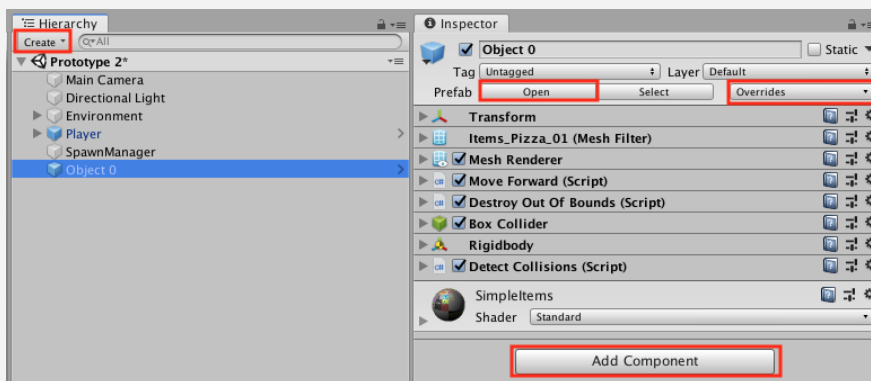 Hierarchy
Create
All
Prototype 2*
Main Camera
Directional Light
Environment
Player
SpawnManager
Object 0
Inspector
Object 0
Static
Tag Untagged Layer Default
Prefab Open Select Overrides
Transform
Items_Pizza_01 (Mesh Filter)
Mesh Renderer
Move Forward (Script)
Destroy Out Of Bounds (Script)
Box Collider
Rigidbody
Detect Collisions (Script)
SimpleItems
Shader Standard
Add Component